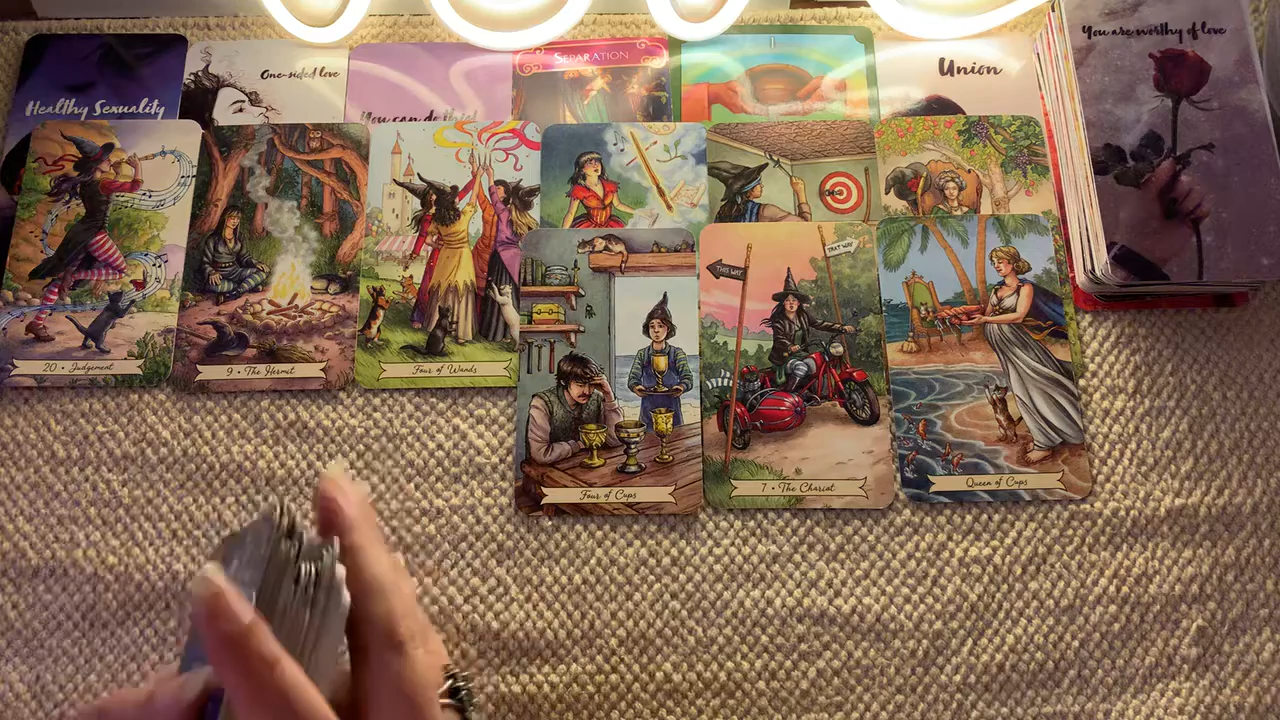 Healthy Sexuality
One-sided love
You can do this!
SEPARATION
1
Union
You are worthy of love
20 • Judgement
9 • The Hermit
Four of Wands
THIS WAY
THAT WAY
Four of Cups
7 • The Chariot
Queen of Cups